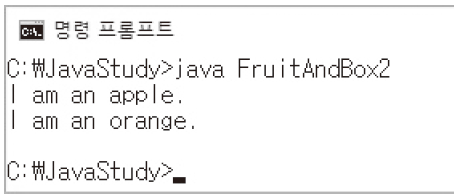 명령 프롬프트
C:₩JavaStudy>java FruitAndBox2
I am an apple.
I am an orange.
C:₩JavaStudy>